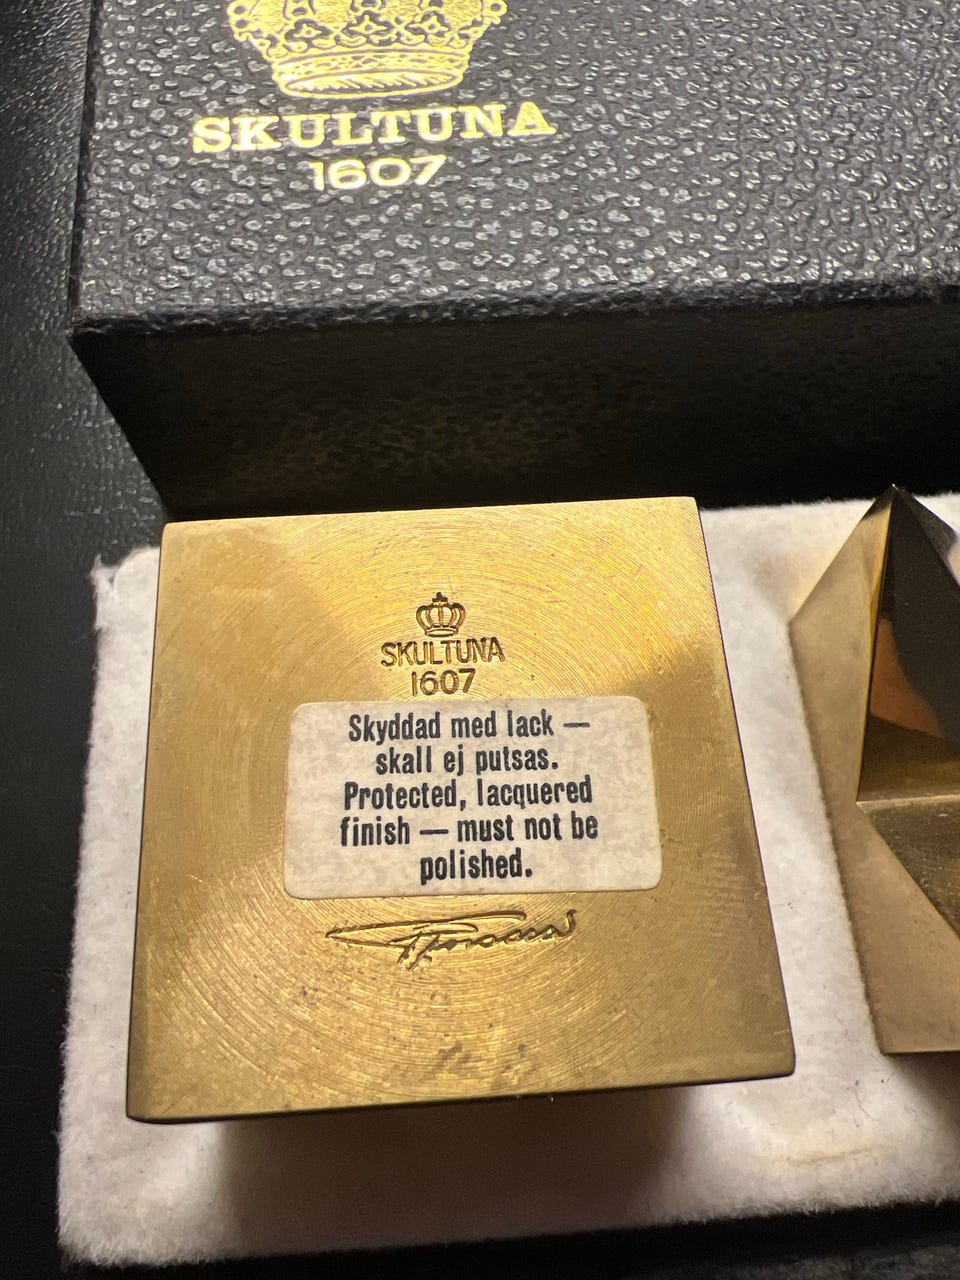 SKULTUNA
1607
SKULTUNA
1607
Skyddad med lack —
skall ej putsas.
Protected, lacquered
finish — must not be
polished.